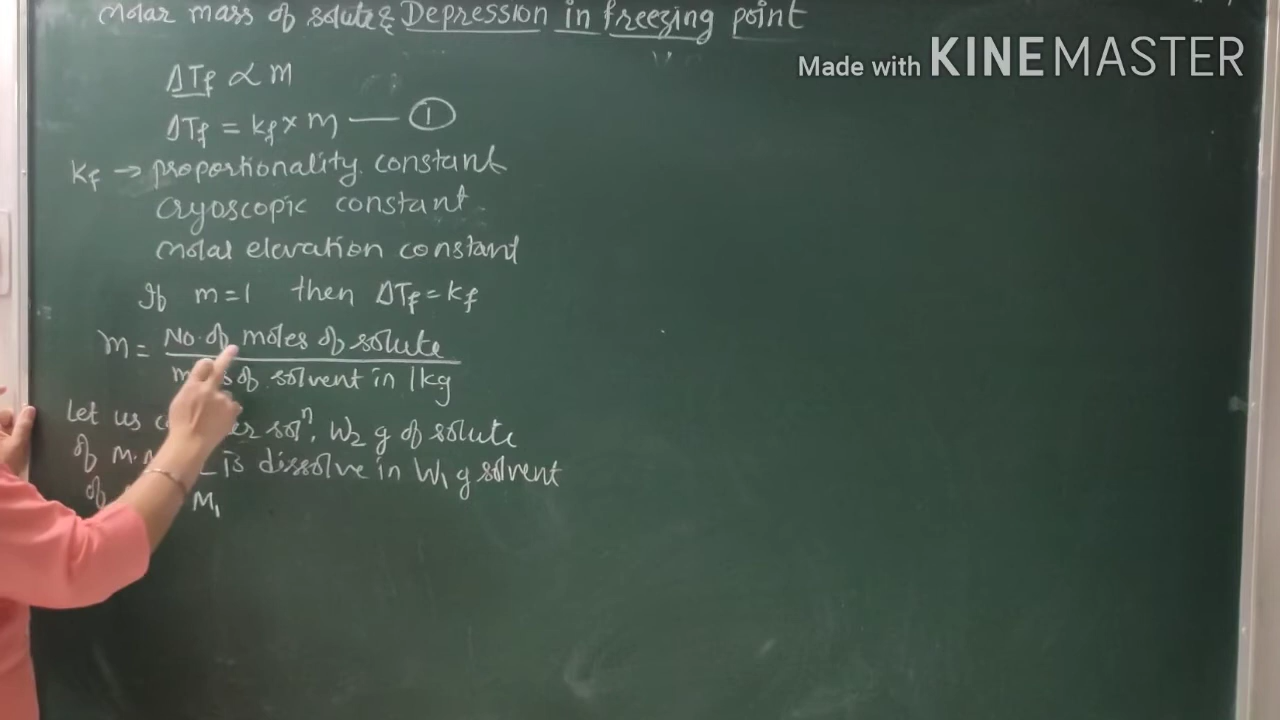 Molar mass of solute & Depression in freezing point
Made with KINEMASTER
ΔTf ∝ m
ΔTf = Kf × m — ①
Kf → proportionality constant
cryoscopic constant
molal elevation constant
If m = 1 then ΔTf = Kf
m = No. of moles of solute
of solvent in 1kg
Let us solⁿ, W₂ g of solute
of M. is dissolve in W₁ g solvent
of M₁